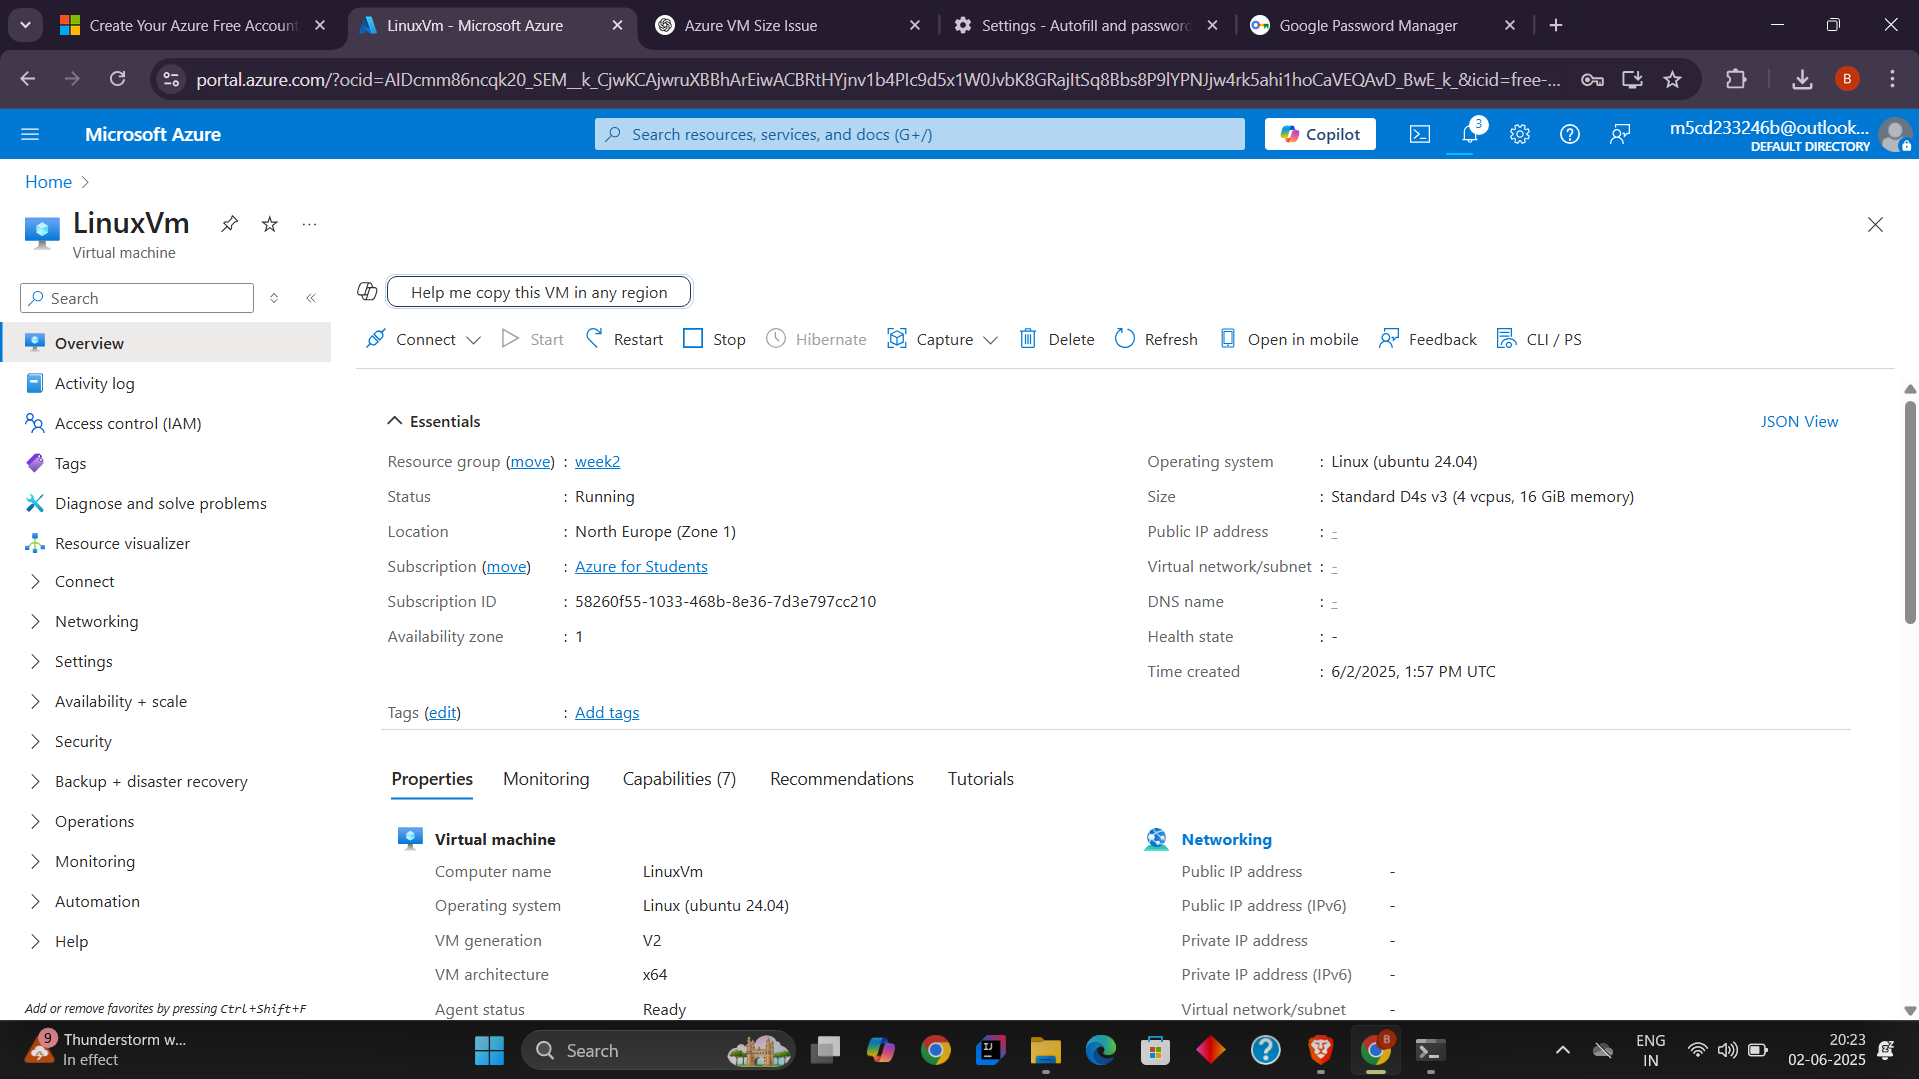 Create Your Azure Free Account
LinuxVm - Microsoft Azure
Azure VM Size Issue
Settings - Autofill and password
Google Password Manager
portal.azure.com/?ocid=AIDcmm86ncqk20_SEM__k_CjwKCAjwruXBBhArEiwACBRtHYjnv1b4PIc9d5x1W0JvbK8GRajItSq8Bbs8P9lYPNJjw4rk5ahi1hoCaVEQAvD_BwE_k_&icid=free-...
B
Microsoft Azure
Search resources, services, and docs (G+/)
Copilot
3
m5cd233246b@outlook...
DEFAULT DIRECTORY
Home
LinuxVm
Virtual machine
Search
Help me copy this VM in any region
Connect
Start
Restart
Stop
Hibernate
Capture
Delete
Refresh
Open in mobile
Feedback
CLI / PS
Overview
Activity log
Access control (IAM)
Tags
Diagnose and solve problems
Resource visualizer
Connect
Networking
Settings
Availability + scale
Security
Backup + disaster recovery
Operations
Monitoring
Automation
Help
Add or remove favorites by pressing Ctrl+Shift+F
Essentials
JSON View
Resource group (move) : week2
Status : Running
Location : North Europe (Zone 1)
Subscription (move) : Azure for Students
Subscription ID : 58260f55-1033-468b-8e36-7d3e797cc210
Availability zone : 1
Operating system : Linux (ubuntu 24.04)
Size : Standard D4s v3 (4 vcpus, 16 GiB memory)
Public IP address : -
Virtual network/subnet : -
DNS name : -
Health state : -
Time created : 6/2/2025, 1:57 PM UTC
Tags (edit) : Add tags
Properties
Monitoring
Capabilities (7)
Recommendations
Tutorials
Virtual machine
Computer name LinuxVm
Operating system Linux (ubuntu 24.04)
VM generation V2
VM architecture x64
Agent status Ready
Networking
Public IP address -
Public IP address (IPv6) -
Private IP address -
Private IP address (IPv6) -
Virtual network/subnet -
9
Thunderstorm w...
In effect
Search
B
ENG
IN
20:23
02-06-2025